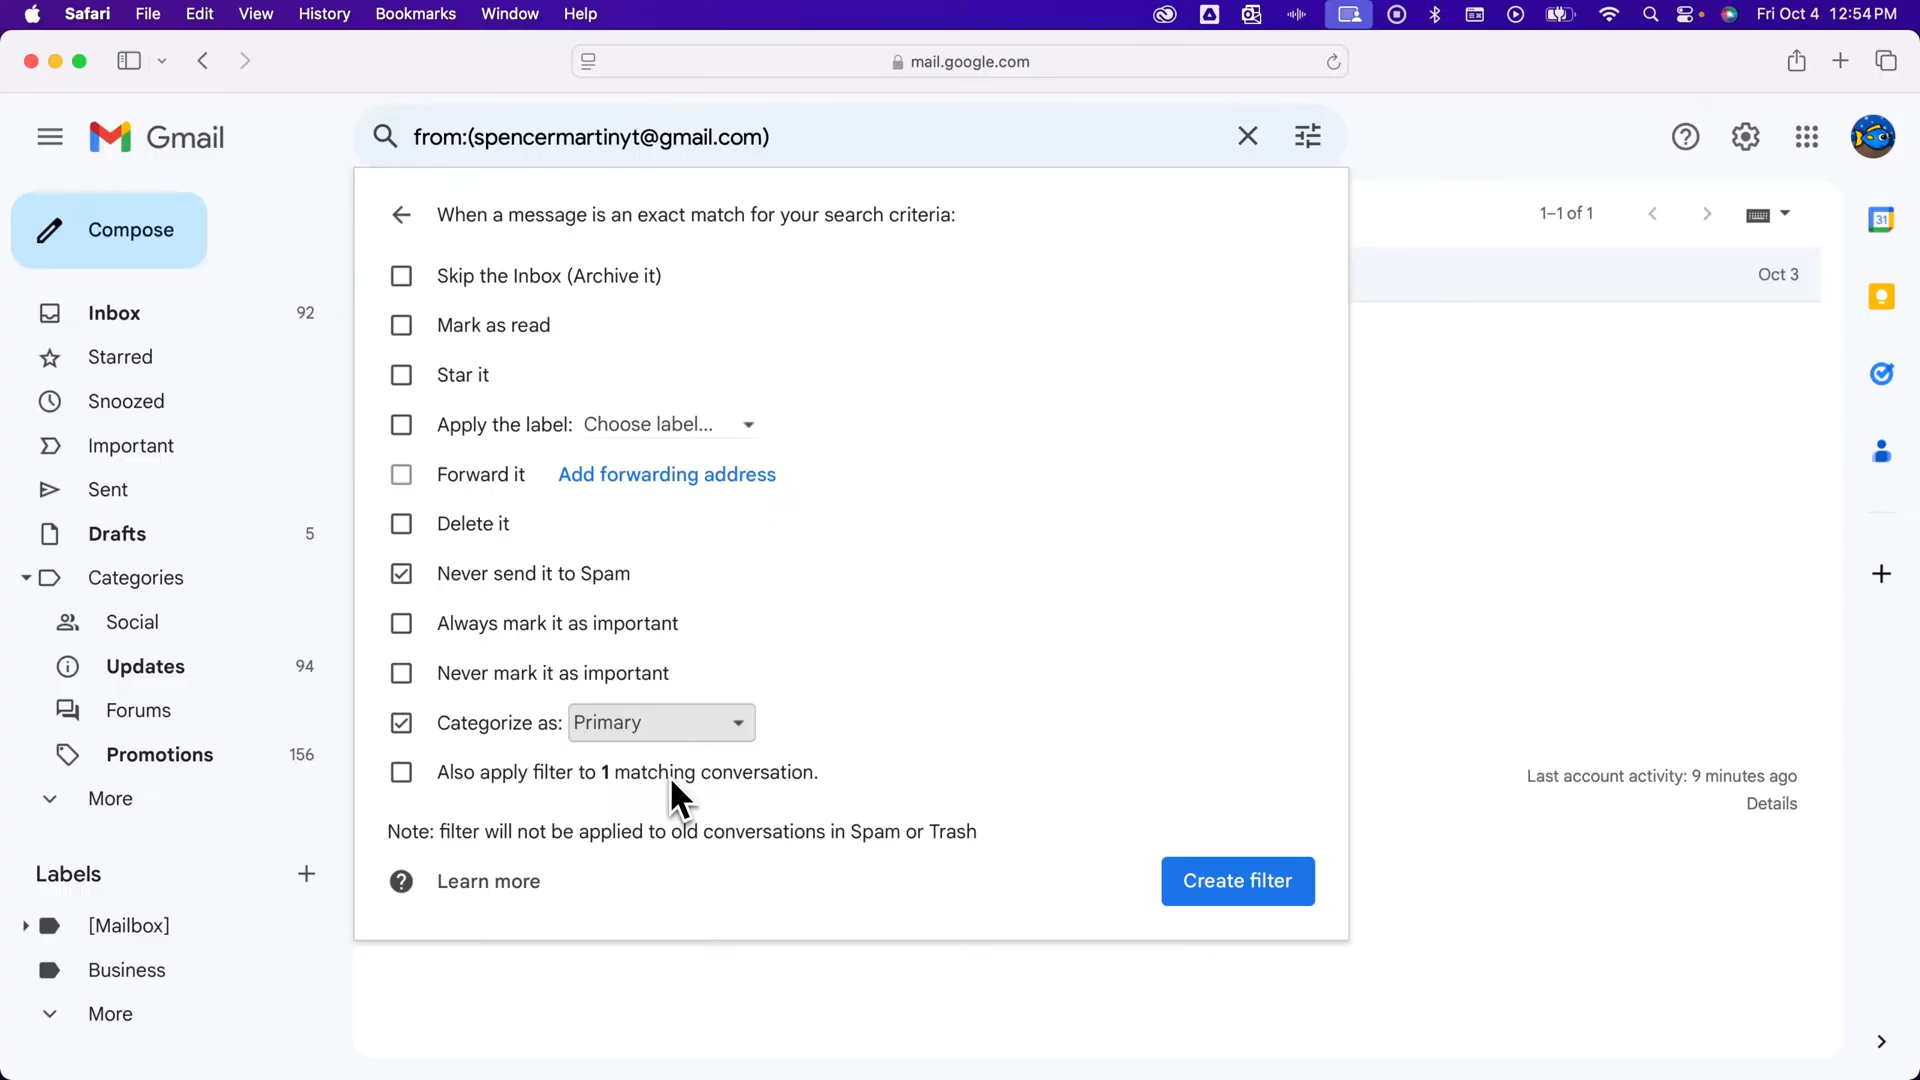 Safari File Edit View History Bookmarks Window Help Fri Oct 4 12:54 PM
mail.google.com
Gmail
from:(spencermartinyt@gmail.com)
Compose
Inbox 92
Starred
Snoozed
Important
Sent
Drafts 5
Categories
Social
Updates 94
Forums
Promotions 156
More
Labels
[Mailbox]
Business
More
When a message is an exact match for your search criteria:
Skip the Inbox (Archive it)
Mark as read
Star it
Apply the label: Choose label...
Forward it Add forwarding address
Delete it
Never send it to Spam
Always mark it as important
Never mark it as important
Categorize as: Primary
Also apply filter to 1 matching conversation.
Note: filter will not be applied to old conversations in Spam or Trash
Learn more
Create filter
1–1 of 1
Oct 3
Last account activity: 9 minutes ago
Details
31